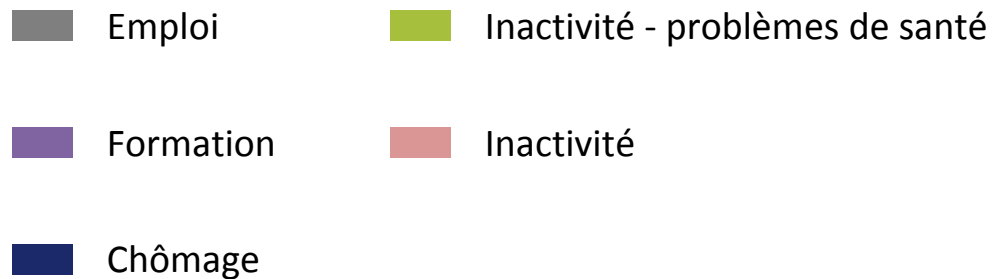 Emploi
Inactivité - problèmes de santé
Formation
Inactivité
Chômage